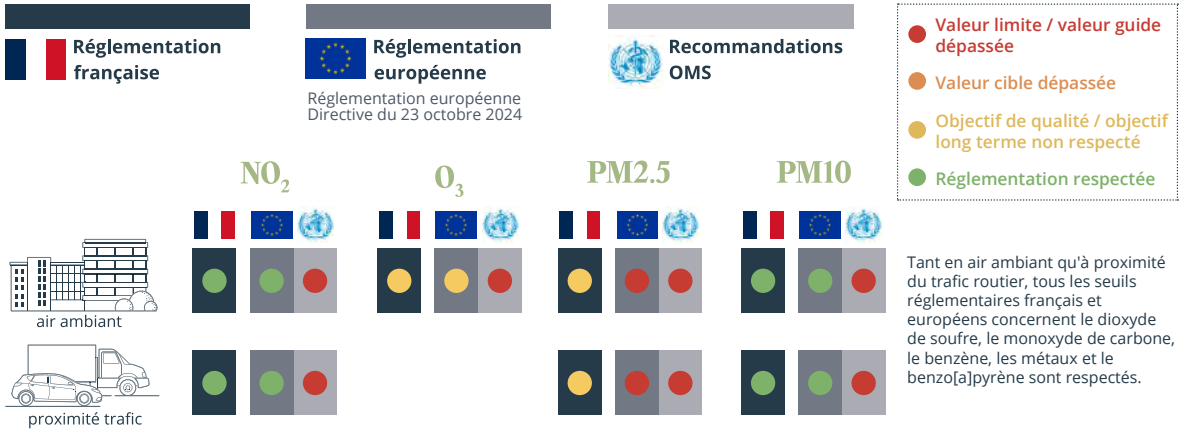 Réglementation
française
Réglementation
européenne
Réglementation européenne
Directive du 23 octobre 2024
Recommandations
OMS
Valeur limite / valeur guide
dépassée
Valeur cible dépassée
Objectif de qualité / objectif
long terme non respecté
Réglementation respectée
NO₂
O₃
PM2.5
PM10
air ambiant
proximité trafic
Tant en air ambiant qu'à proximité
du trafic routier, tous les seuils
réglementaires français et
européens concernent le dioxyde
de soufre, le monoxyde de carbone,
le benzène, les métaux et le
benzo[a]pyrène sont respectés.